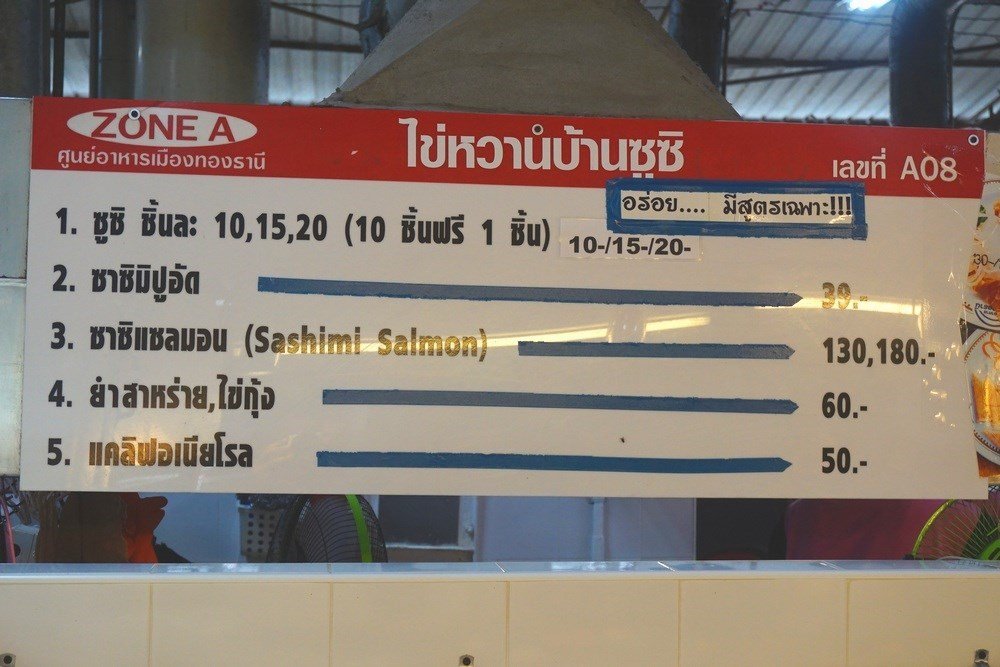 ZONE A
ศูนย์อาหารเมืองทองธานี
ไข่หวานบ้านซูชิ
เลขที่ A08
อร่อย.... มีสูตรเฉพาะ!!!
1. ซูชิ ชิ้นละ 10,15,20 (10 ชิ้นฟรี 1 ชิ้น) 10-/15-/20-
2. ซาซิมิปูอัด 39.-
3. ซาซิแซลมอน (Sashimi Salmon) 130,180.-
4. ยำสาหร่าย,ไข่กุ้ง 60.-
5. แคลิฟอเนียโรล 50.-